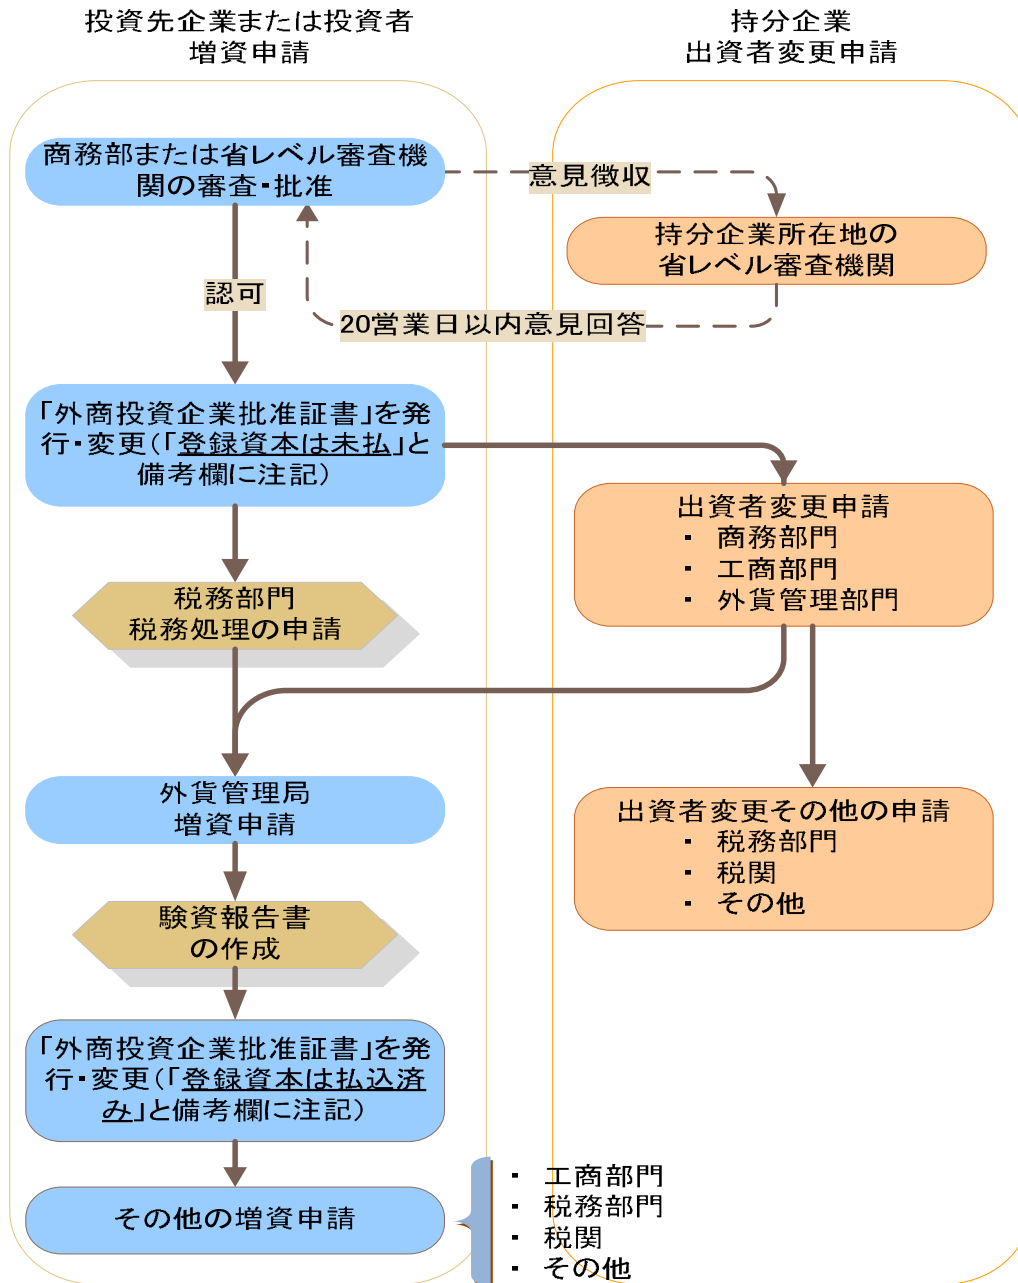 投資先企業または投資者
増資申請
持分企業
出資者変更申請
商務部または省レベル審査機
関の審査・批准
意見徴収
持分企業所在地の
省レベル審査機関
認可
20営業日以内意見回答
「外商投資企業批准証書」を発
行・変更(「登録資本は未払」と
備考欄に注記)
出資者変更申請
・ 商務部門
・ 工商部門
・ 外貨管理部門
税務部門
税務処理の申請
外貨管理局
増資申請
出資者変更その他の申請
・ 税務部門
・ 税関
・ その他
験資報告書
の作成
「外商投資企業批准証書」を発
行・変更(「登録資本は払込済
み」と備考欄に注記)
その他の増資申請
・ 工商部門
・ 税務部門
・ 税関
・ その他